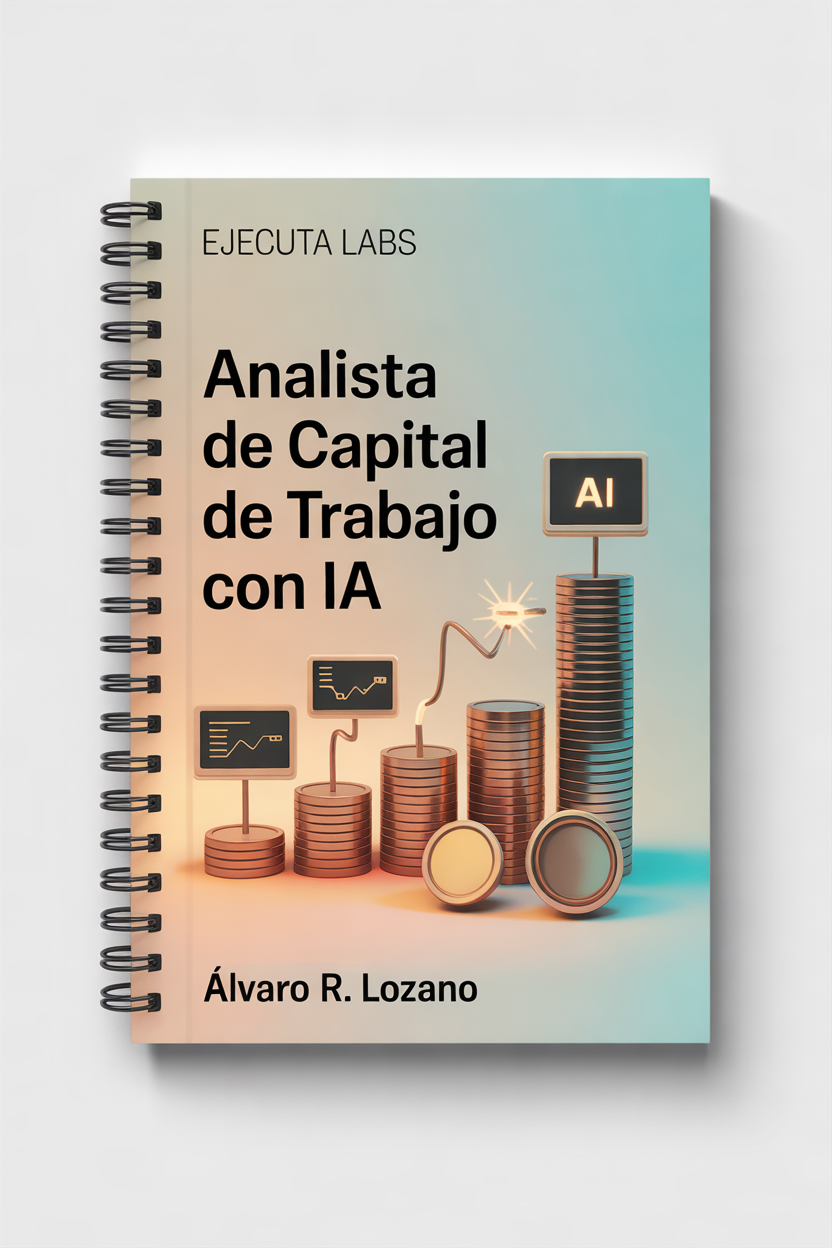 EJECUTA LABS
Analista
de Capital
de Trabajo
con IA
AI
Álvaro R. Lozano